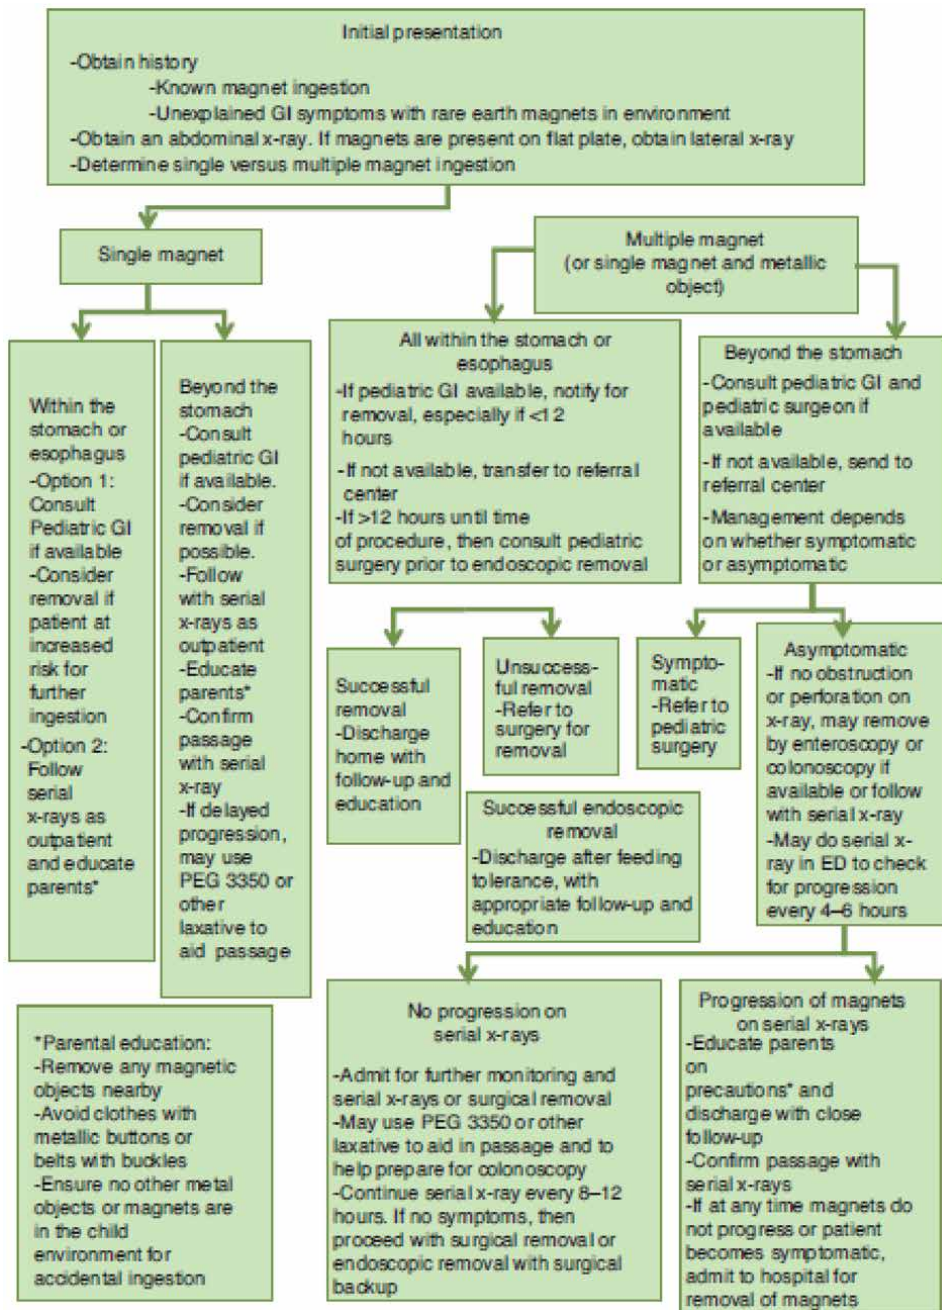 Initial presentation
-Obtain history
-Known magnet ingestion
-Unexplained GI symptoms with rare earth magnets in environment
-Obtain an abdominal x-ray. If magnets are present on flat plate, obtain lateral x-ray
-Determine single versus multiple magnet ingestion
Single magnet
Multiple magnet
(or single magnet and metallic
object)
Within the
stomach or
esophagus
-Option 1:
Consult
Pediatric GI
if available
-Consider
removal if
patient at
increased
risk for
further
ingestion
-Option 2:
Follow
serial
x-rays as
outpatient
and educate
parents*
Beyond the
stomach
-Consult
pediatric GI
if available.
-Consider
removal if
possible.
-Follow
with serial
x-rays as
outpatient
-Educate
parents*
-Confirm
passage
with serial
x-ray
-If delayed
progression,
may use
PEG 3350 or
other
laxative to
aid passage
All within the stomach or
esophagus
-If pediatric GI available, notify for
removal, especially if <12
hours
-If not available, transfer to referral
center
-If >12 hours until time
of procedure, then consult pediatric
surgery prior to endoscopic removal
Beyond the stomach
-Consult pediatric GI and
pediatric surgeon if
available
-If not available, send to
referral center
-Management depends
on whether symptomatic
or asymptomatic
Successful
removal
-Discharge
home with
follow-up and
education
Unsuccess-
ful removal
-Refer to
surgery for
removal
Sympto-
matic
-Refer to
pediatric
surgery
Asymptomatic
-If no obstruction
or perforation on
x-ray, may remove
by enteroscopy or
colonoscopy if
available or follow
with serial x-ray
-May do serial x-
ray in ED to check
for progression
every 4–6 hours
Successful endoscopic
removal
-Discharge after feeding
tolerance, with
appropriate follow-up and
education
*Parental education:
-Remove any magnetic
objects nearby
-Avoid clothes with
metallic buttons or
belts with buckles
-Ensure no other metal
objects or magnets are
in the child
environment for
accidental ingestion
No progression on
serial x-rays
-Admit for further monitoring and
serial x-rays or surgical removal
-May use PEG 3350 or other
laxative to aid in passage and to
help prepare for colonoscopy
-Continue serial x-ray every 8–12
hours. If no symptoms, then
proceed with surgical removal or
endoscopic removal with surgical
backup
Progression of magnets
on serial x-rays
-Educate parents
on
precautions* and
discharge with close
follow-up
-Confirm passage with
serial x-rays
-If at any time magnets do
not progress or patient
becomes symptomatic,
admit to hospital for
removal of magnets